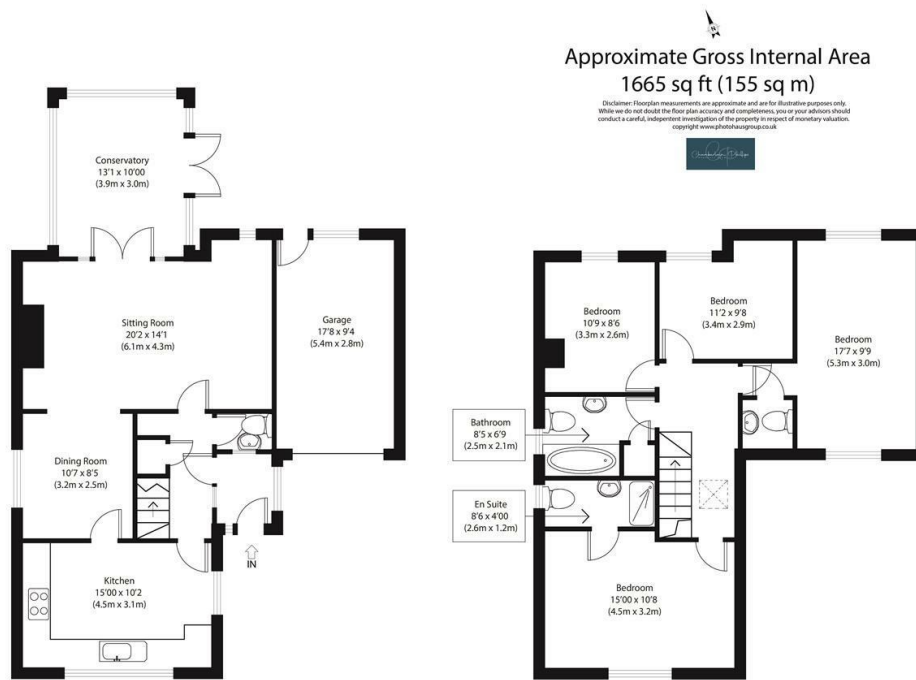 N
Approximate Gross Internal Area
1665 sq ft (155 sq m)
Disclaimer: Floorplan measurements are approximate and are for illustrative purposes only.
While we do not doubt the floor plan accuracy and completeness, you or your advisors should
conduct a careful, indepentent investigation of the property in respect of monetary valuation.
copyright www.photohausgroup.co.uk
Conservatory
13'1 x 10'00
(3.9m x 3.0m)
Sitting Room
20'2 x 14'1
(6.1m x 4.3m)
Garage
17'8 x 9'4
(5.4m x 2.8m)
Dining Room
10'7 x 8'5
(3.2m x 2.5m)
IN
Kitchen
15'00 x 10'2
(4.5m x 3.1m)
Bedroom
10'9 x 8'6
(3.3m x 2.6m)
Bedroom
11'2 x 9'8
(3.4m x 2.9m)
Bedroom
17'7 x 9'9
(5.3m x 3.0m)
Bathroom
8'5 x 6'9
(2.5m x 2.1m)
En Suite
8'6 x 4'00
(2.6m x 1.2m)
Bedroom
15'00 x 10'8
(4.5m x 3.2m)